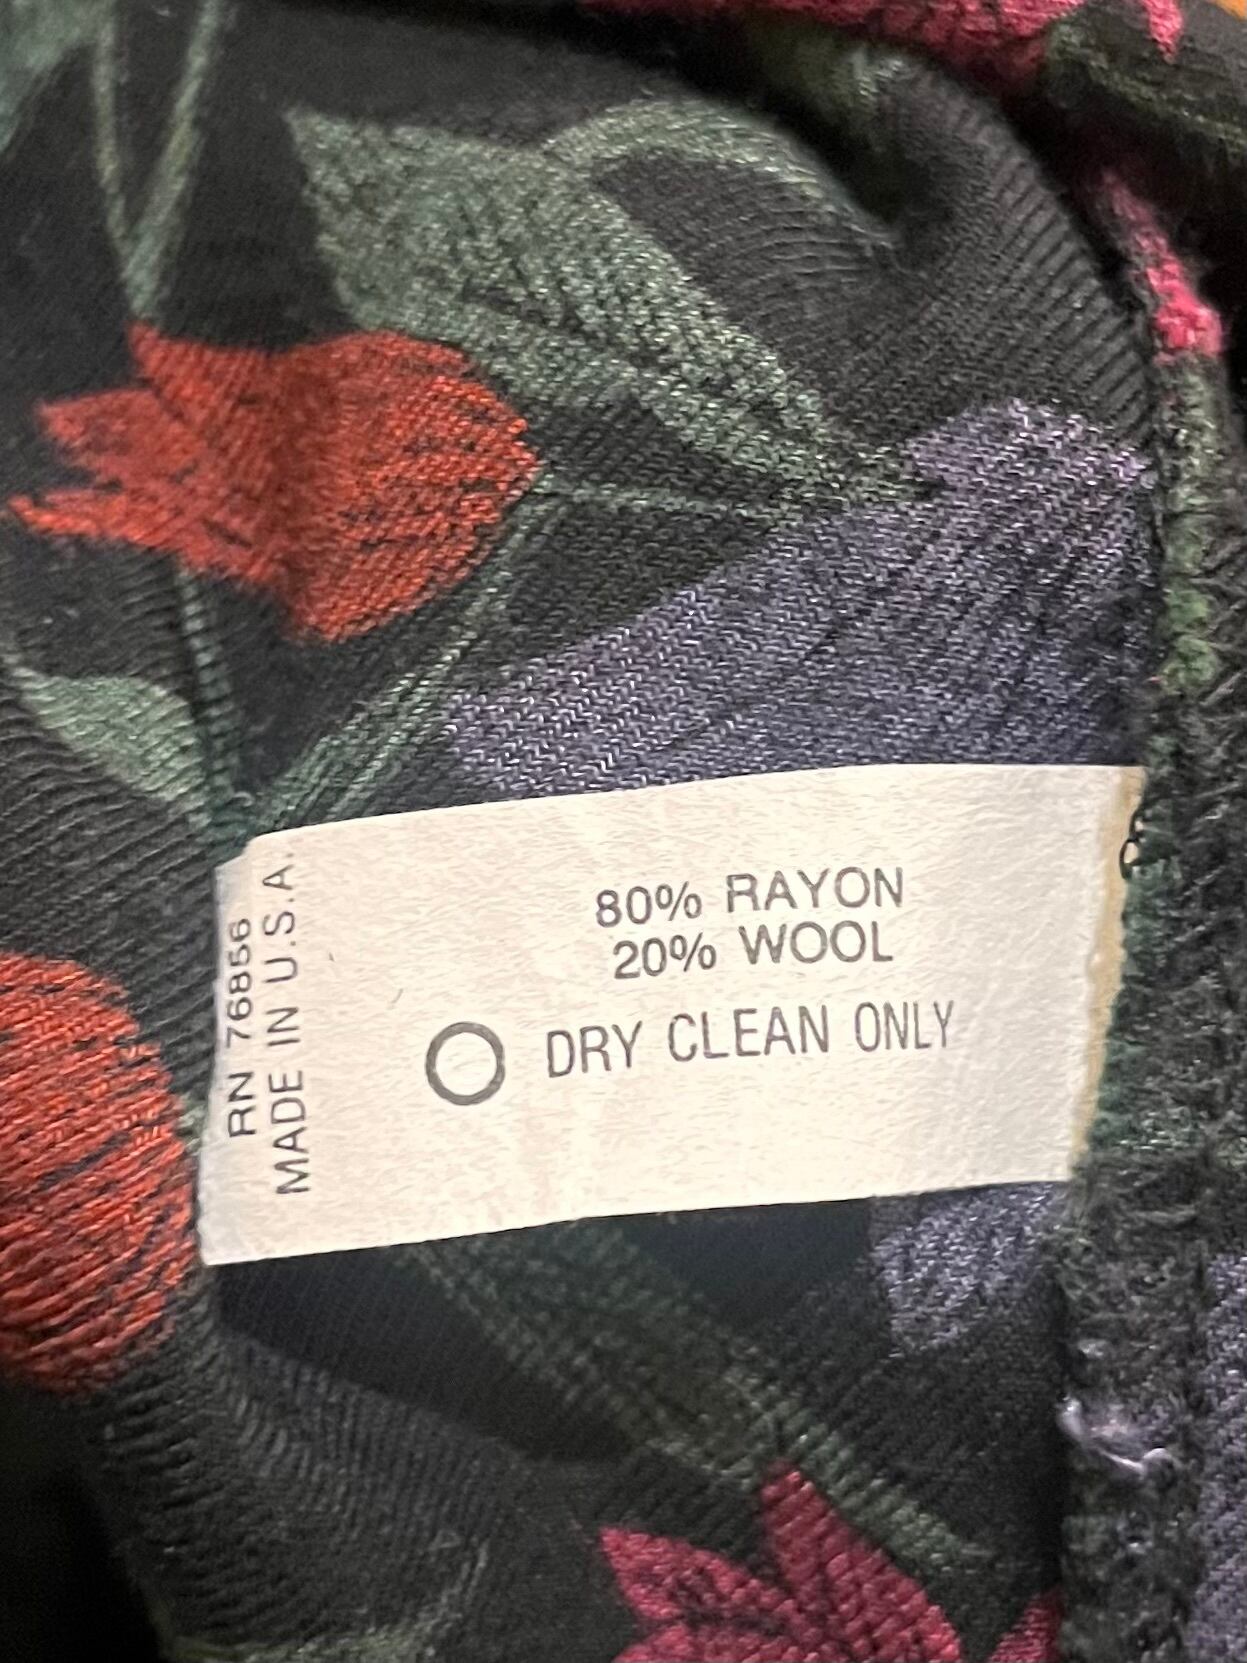 80% RAYON
20% WOOL
DRY CLEAN ONLY
RN 76856
MADE IN U.S.A.